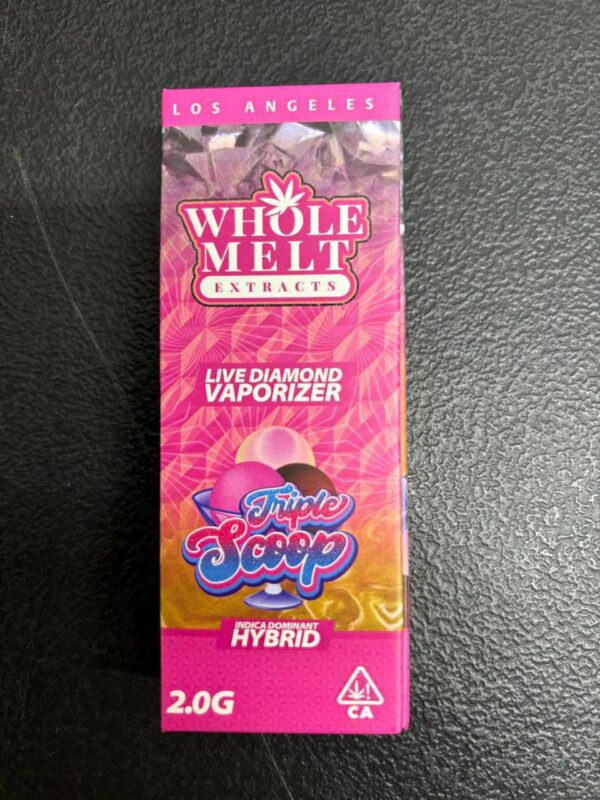 LOS ANGELES
WHOLE
MELT
EXTRACTS
LIVE DIAMOND
VAPORIZER
Triple
Scoop
INDICA DOMINANT
HYBRID
2.0G
!
CA